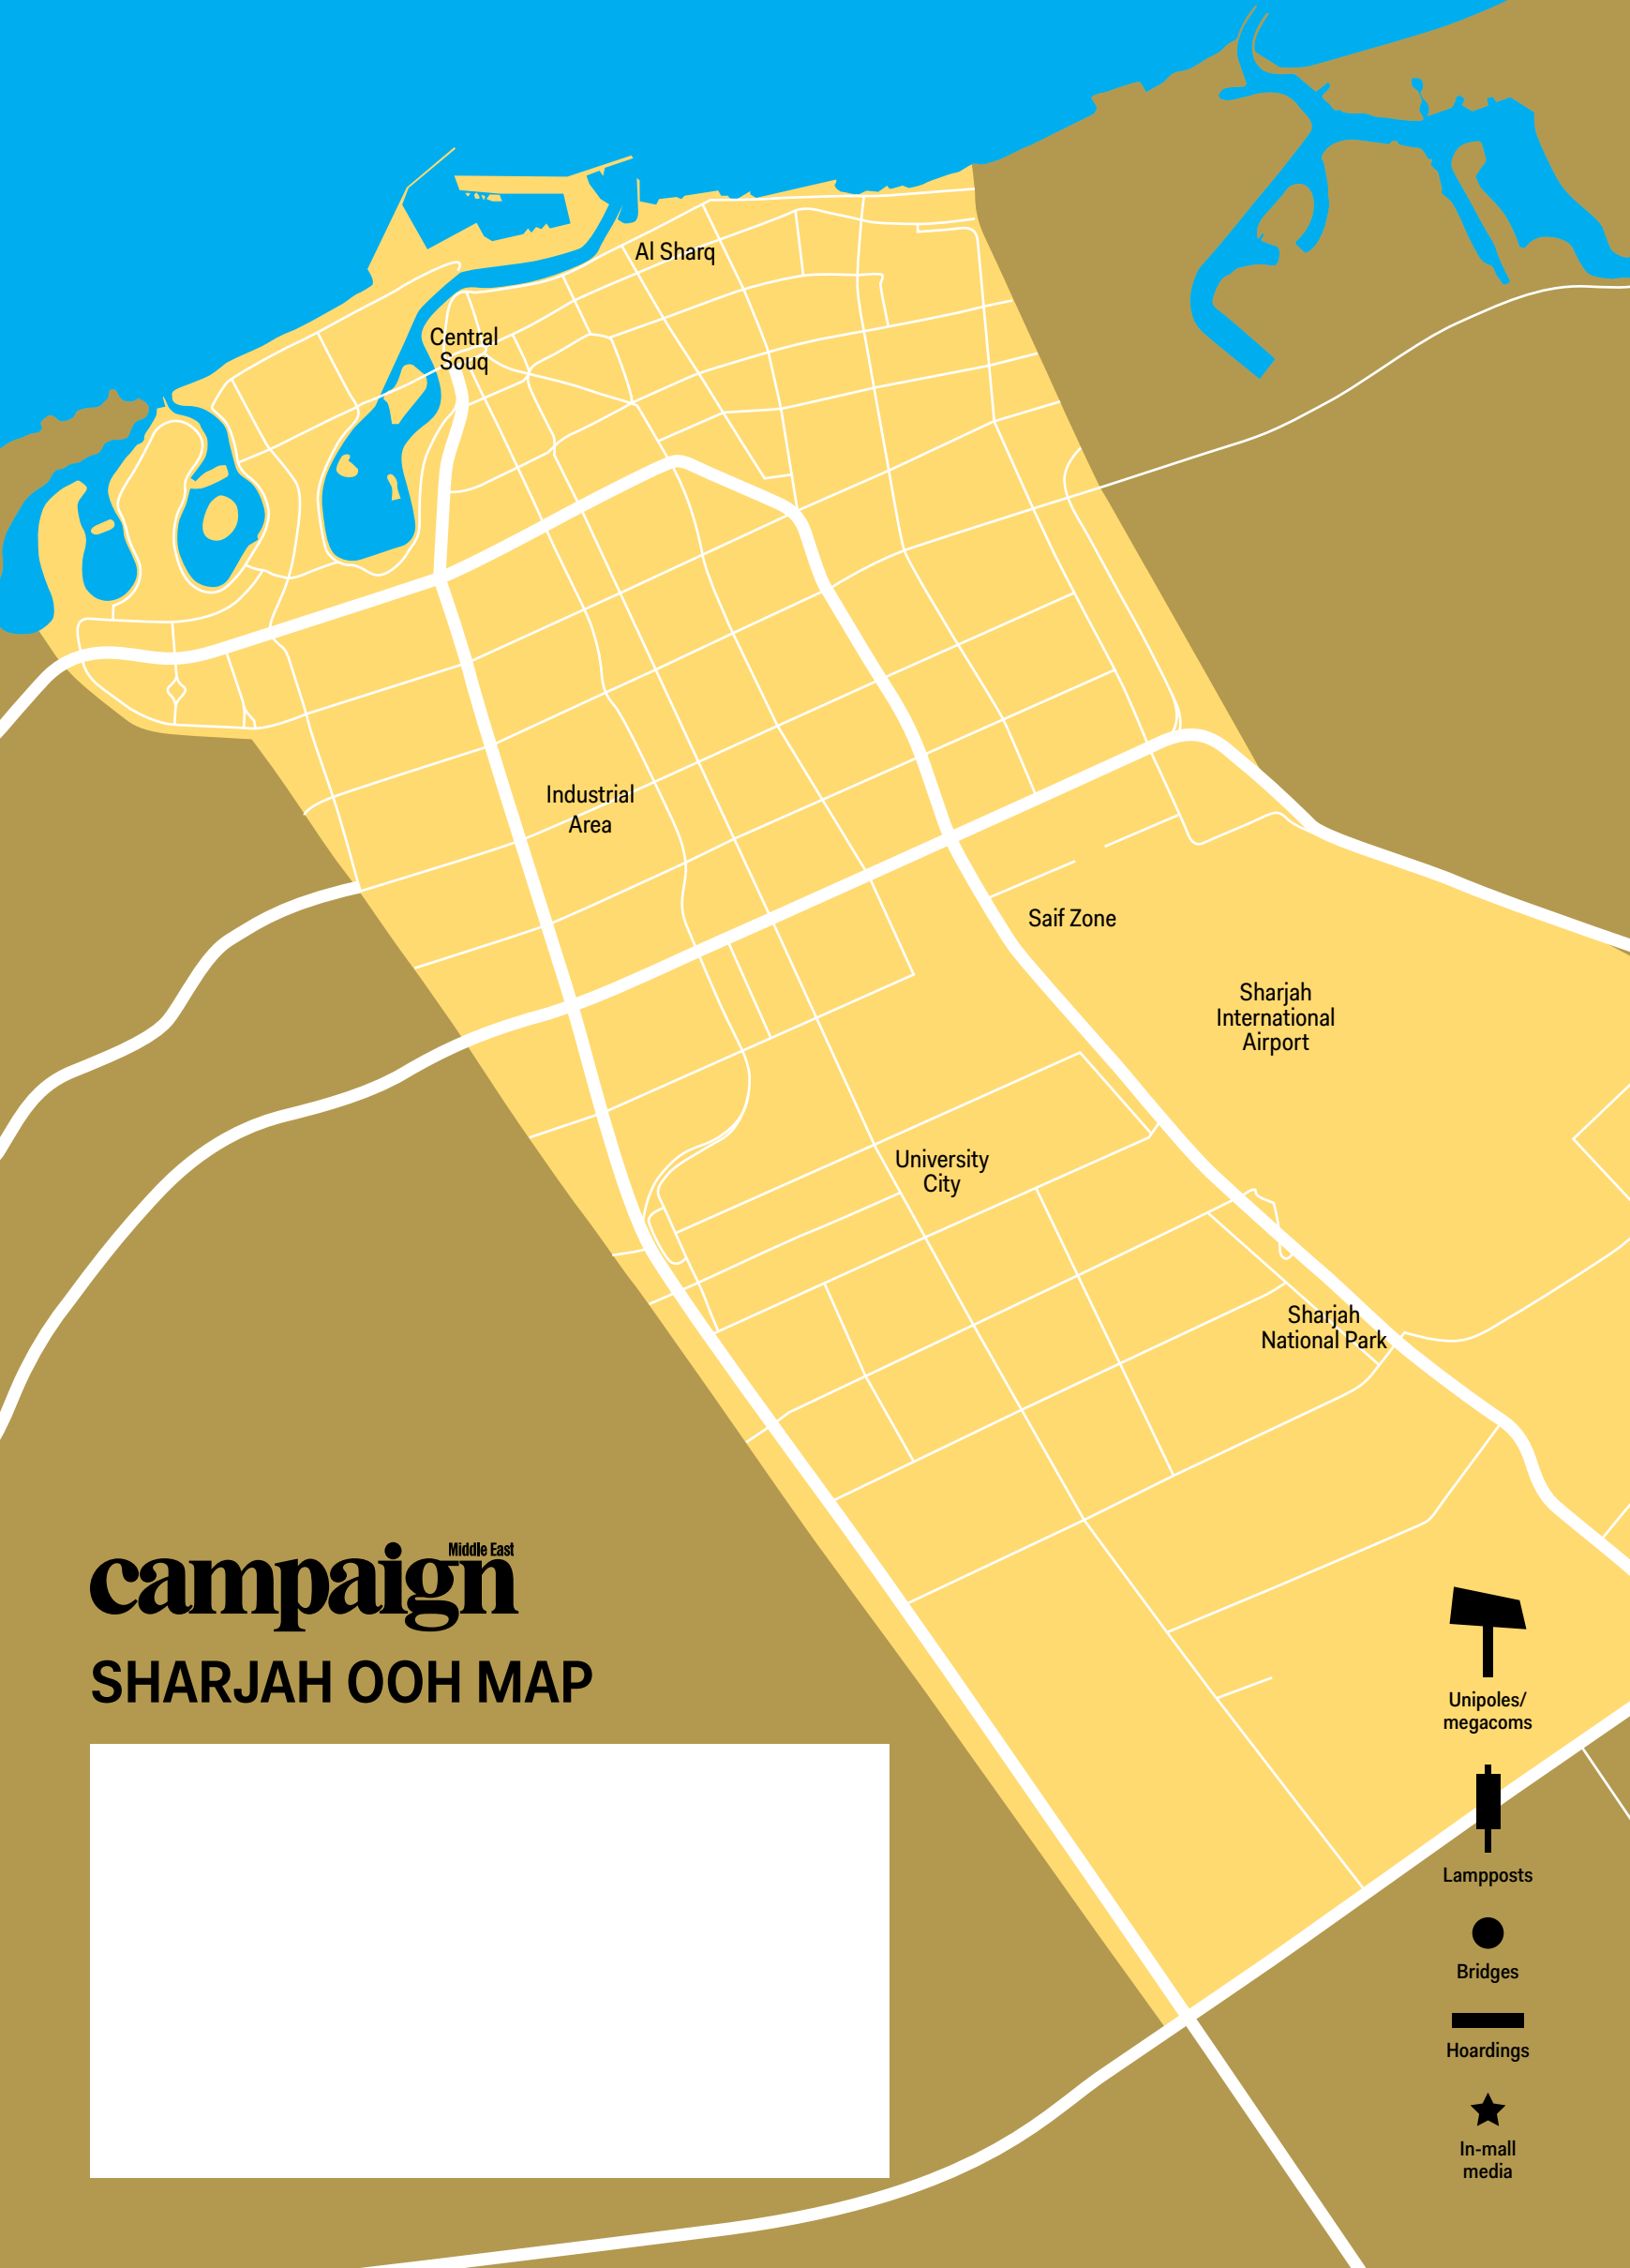 Al Sharq
Central
Souq
Industrial
Area
Saif Zone
Sharjah
International
Airport
University
City
Sharjah
National Park
Middle East
campaign
SHARJAH OOH MAP
Unipoles/
megacoms
Lampposts
Bridges
Hoardings
In-mall
media